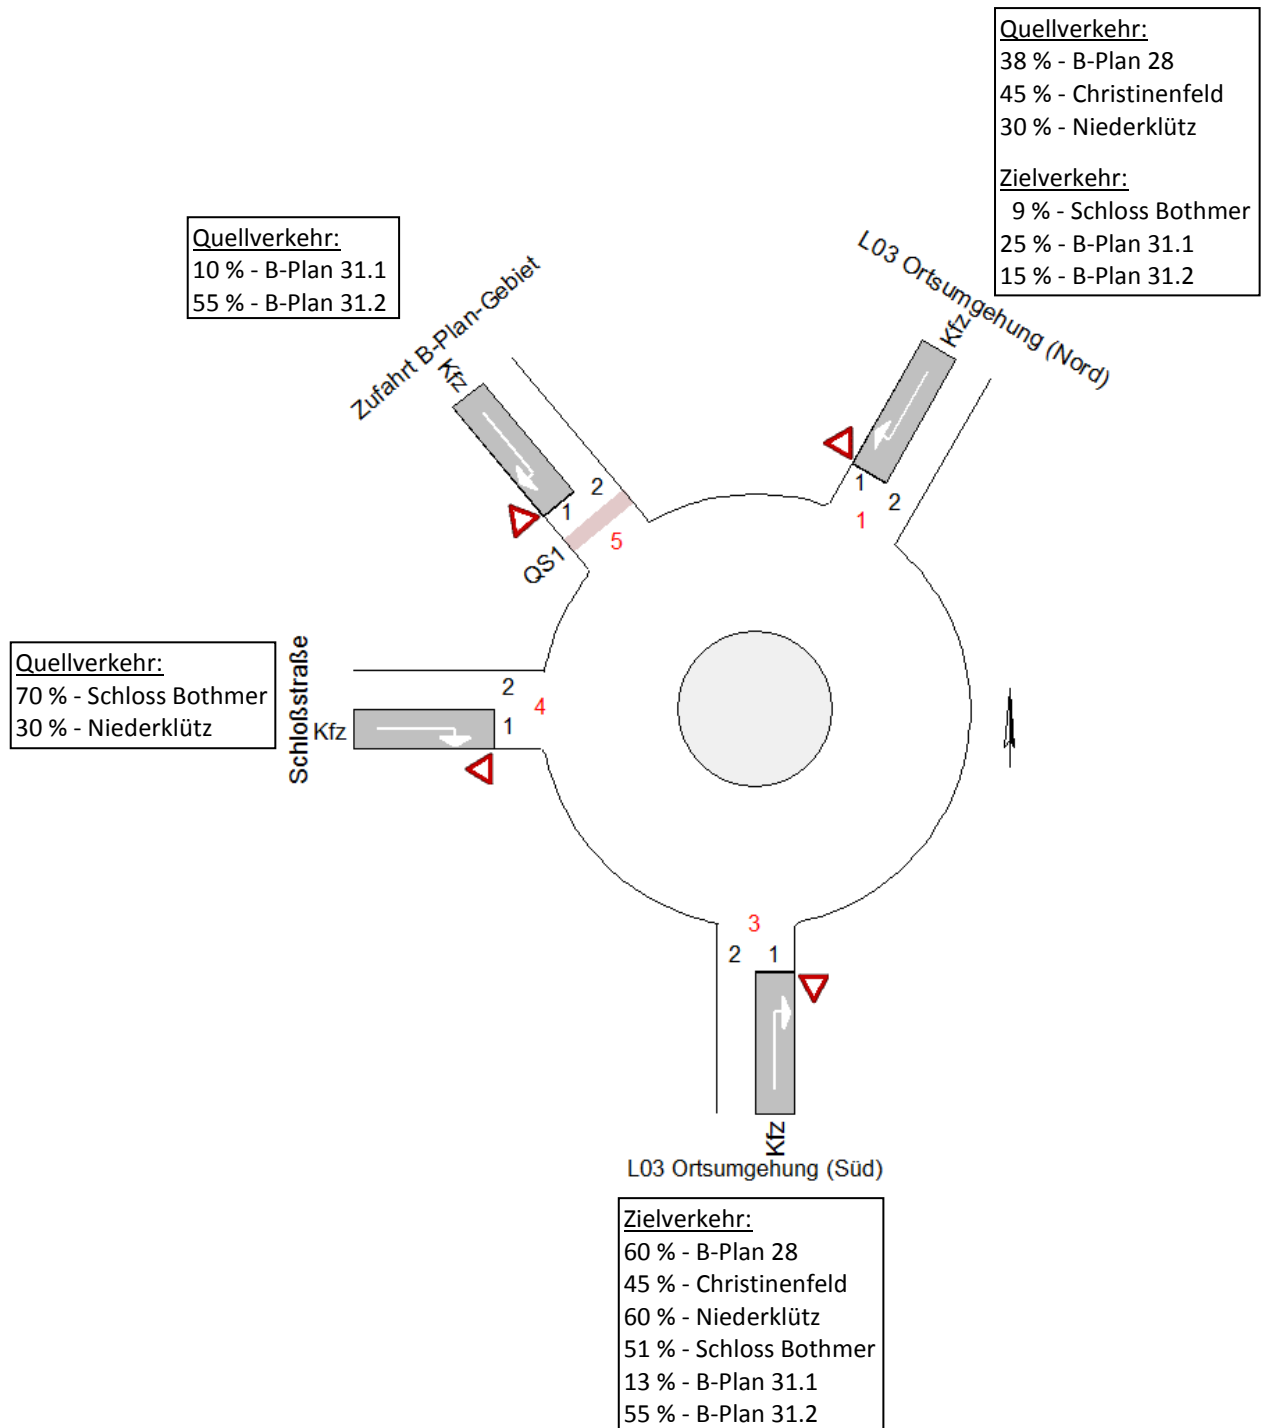 Quellverkehr:
38 % - B-Plan 28
45 % - Christinenfeld
30 % - Niederklütz
Zielverkehr:
9 % - Schloss Bothmer
25 % - B-Plan 31.1
15 % - B-Plan 31.2
Quellverkehr:
10 % - B-Plan 31.1
55 % - B-Plan 31.2
L03 Ortsumgehung (Nord)
Kfz
Zufahrt B-Plan-Gebiet
Kfz
1
2
1
1
2
5
QS1
Quellverkehr:
70 % - Schloss Bothmer
30 % - Niederklütz
Schloßstraße
Kfz
2
4
1
3
2
1
Kfz
L03 Ortsumgehung (Süd)
Zielverkehr:
60 % - B-Plan 28
45 % - Christinenfeld
60 % - Niederklütz
51 % - Schloss Bothmer
13 % - B-Plan 31.1
55 % - B-Plan 31.2